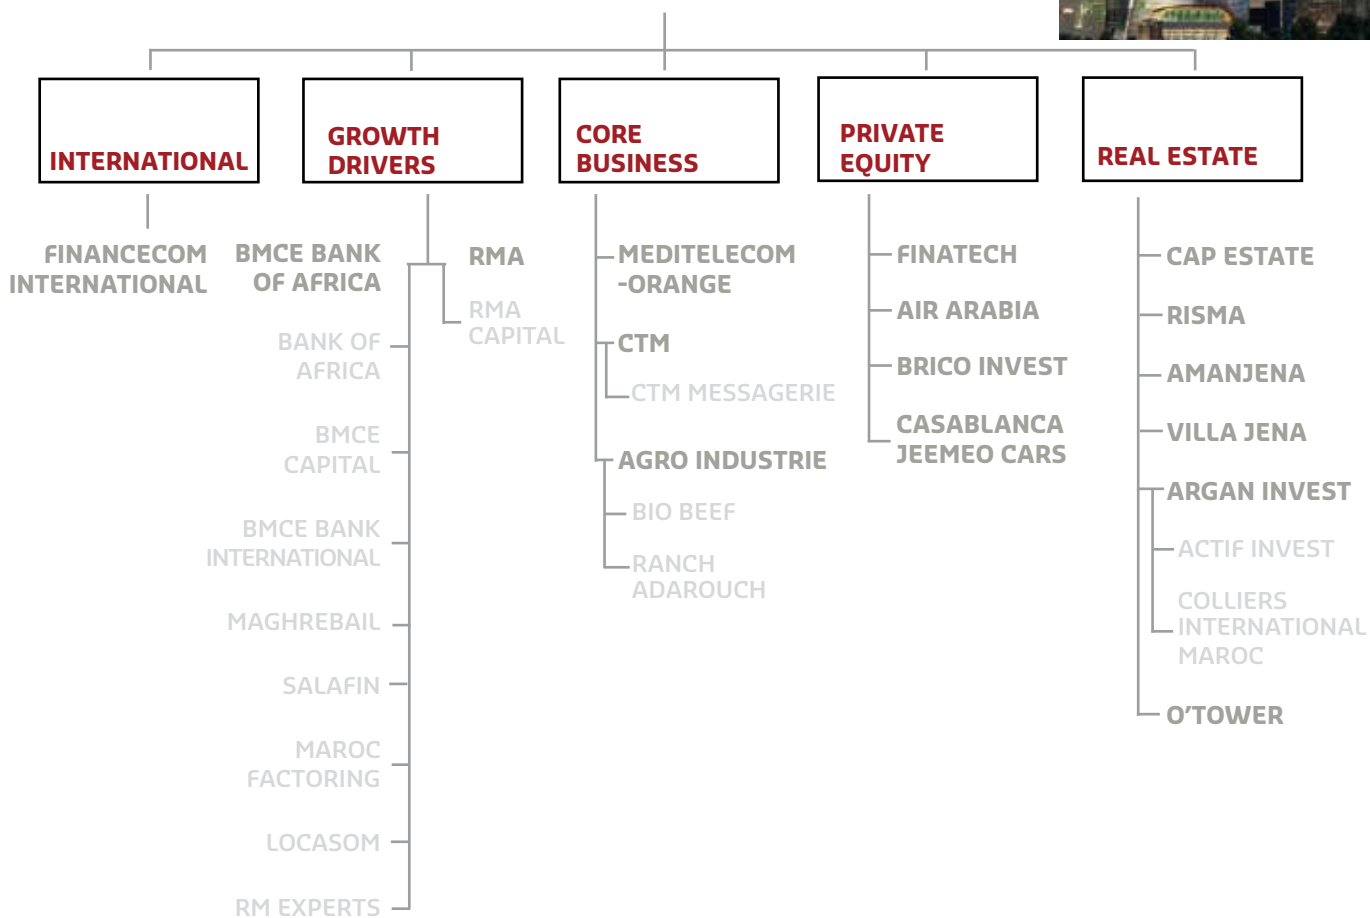 INTERNATIONAL
FINANCECOM
INTERNATIONAL
GROWTH
DRIVERS
BMCE BANK
OF AFRICA
BANK OF
AFRICA
BMCE
CAPITAL
BMCE BANK
INTERNATIONAL
MAGHREBAIL
SALAFIN
MAROC
FACTORING
LOCASOM
RM EXPERTS
RMA
RMA
CAPITAL
CORE
BUSINESS
MEDITELECOM
-ORANGE
CTM
CTM MESSAGERIE
AGRO INDUSTRIE
BIO BEEF
RANCH
ADAROUCH
PRIVATE
EQUITY
FINATECH
AIR ARABIA
BRICO INVEST
CASABLANCA
JEEMEO CARS
REAL ESTATE
CAP ESTATE
RISMA
AMANJENA
VILLA JENA
ARGAN INVEST
ACTIF INVEST
COLLIERS
INTERNATIONAL
MAROC
O'TOWER